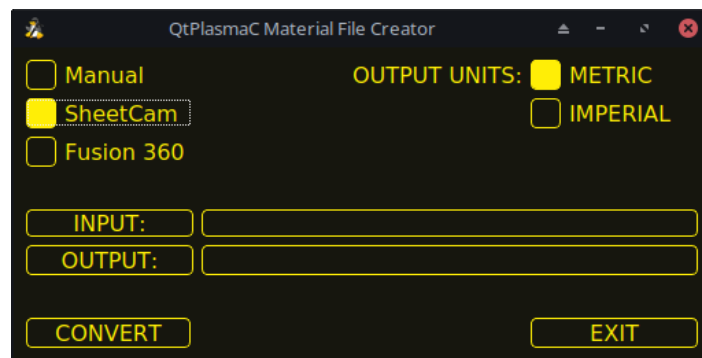 QtPlasmaC Material File Creator
Manual
OUTPUT UNITS:
METRIC
SheetCam
IMPERIAL
Fusion 360
INPUT:
OUTPUT:
CONVERT
EXIT